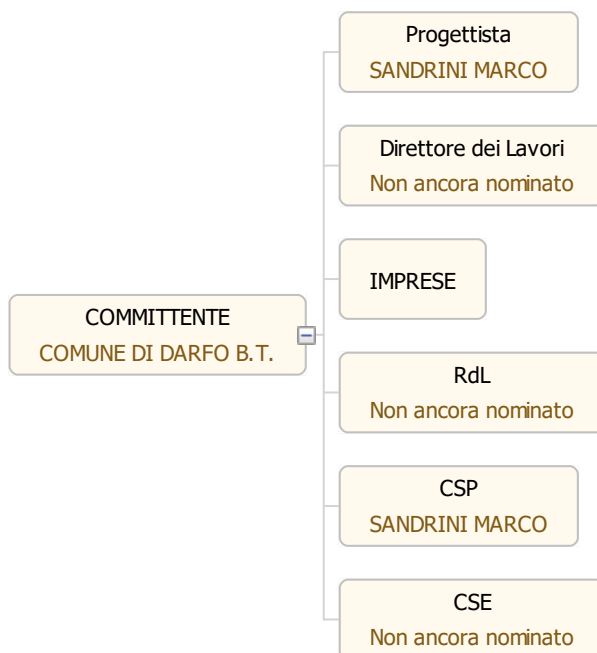 Progettista
SANDRINI MARCO
Direttore dei Lavori
Non ancora nominato
IMPRESE
COMMITTENTE
COMUNE DI DARFO B.T.
RdL
Non ancora nominato
CSP
SANDRINI MARCO
CSE
Non ancora nominato